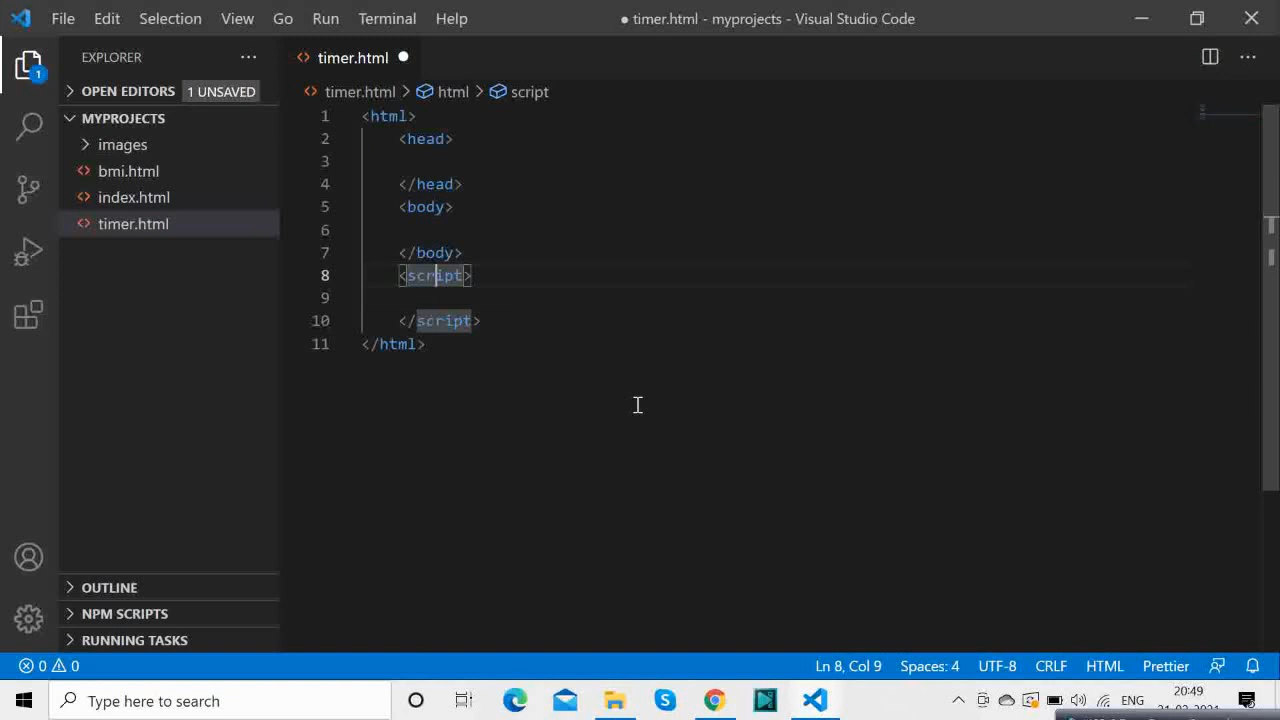 File Edit Selection View Go Run Terminal Help ● timer.html - myprojects - Visual Studio Code
EXPLORER ··· timer.html
OPEN EDITORS 1 UNSAVED timer.html > html > script
MYPROJECTS
images
bmi.html
index.html
timer.html
1 <html>
2 <head>
3
4 </head>
5 <body>
6
7 </body>
8 <script>
9
10 </script>
11 </html>
1
OUTLINE
NPM SCRIPTS
RUNNING TASKS
0 0 Ln 8, Col 9 Spaces: 4 UTF-8 CRLF HTML Prettier
Type here to search ENG 20:49